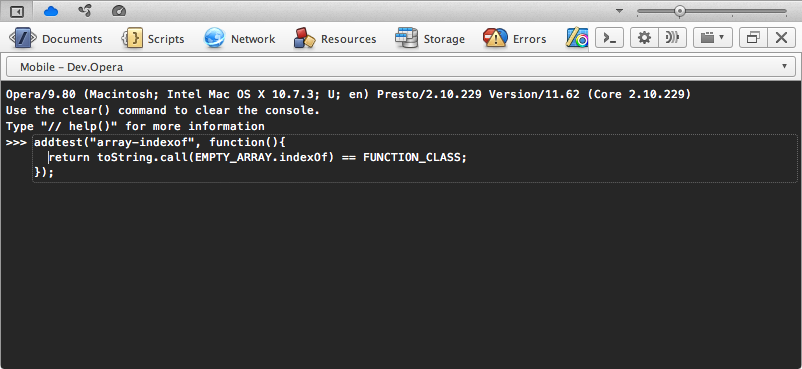 Documents Scripts Network Resources Storage Errors
Mobile – Dev.Opera
Opera/9.80 (Macintosh; Intel Mac OS X 10.7.3; U; en) Presto/2.10.229 Version/11.62 (Core 2.10.229)
Use the clear() command to clear the console.
Type "// help()" for more information
>>> addtest("array-indexof", function(){
return toString.call(EMPTY_ARRAY.indexOf) == FUNCTION_CLASS;
});